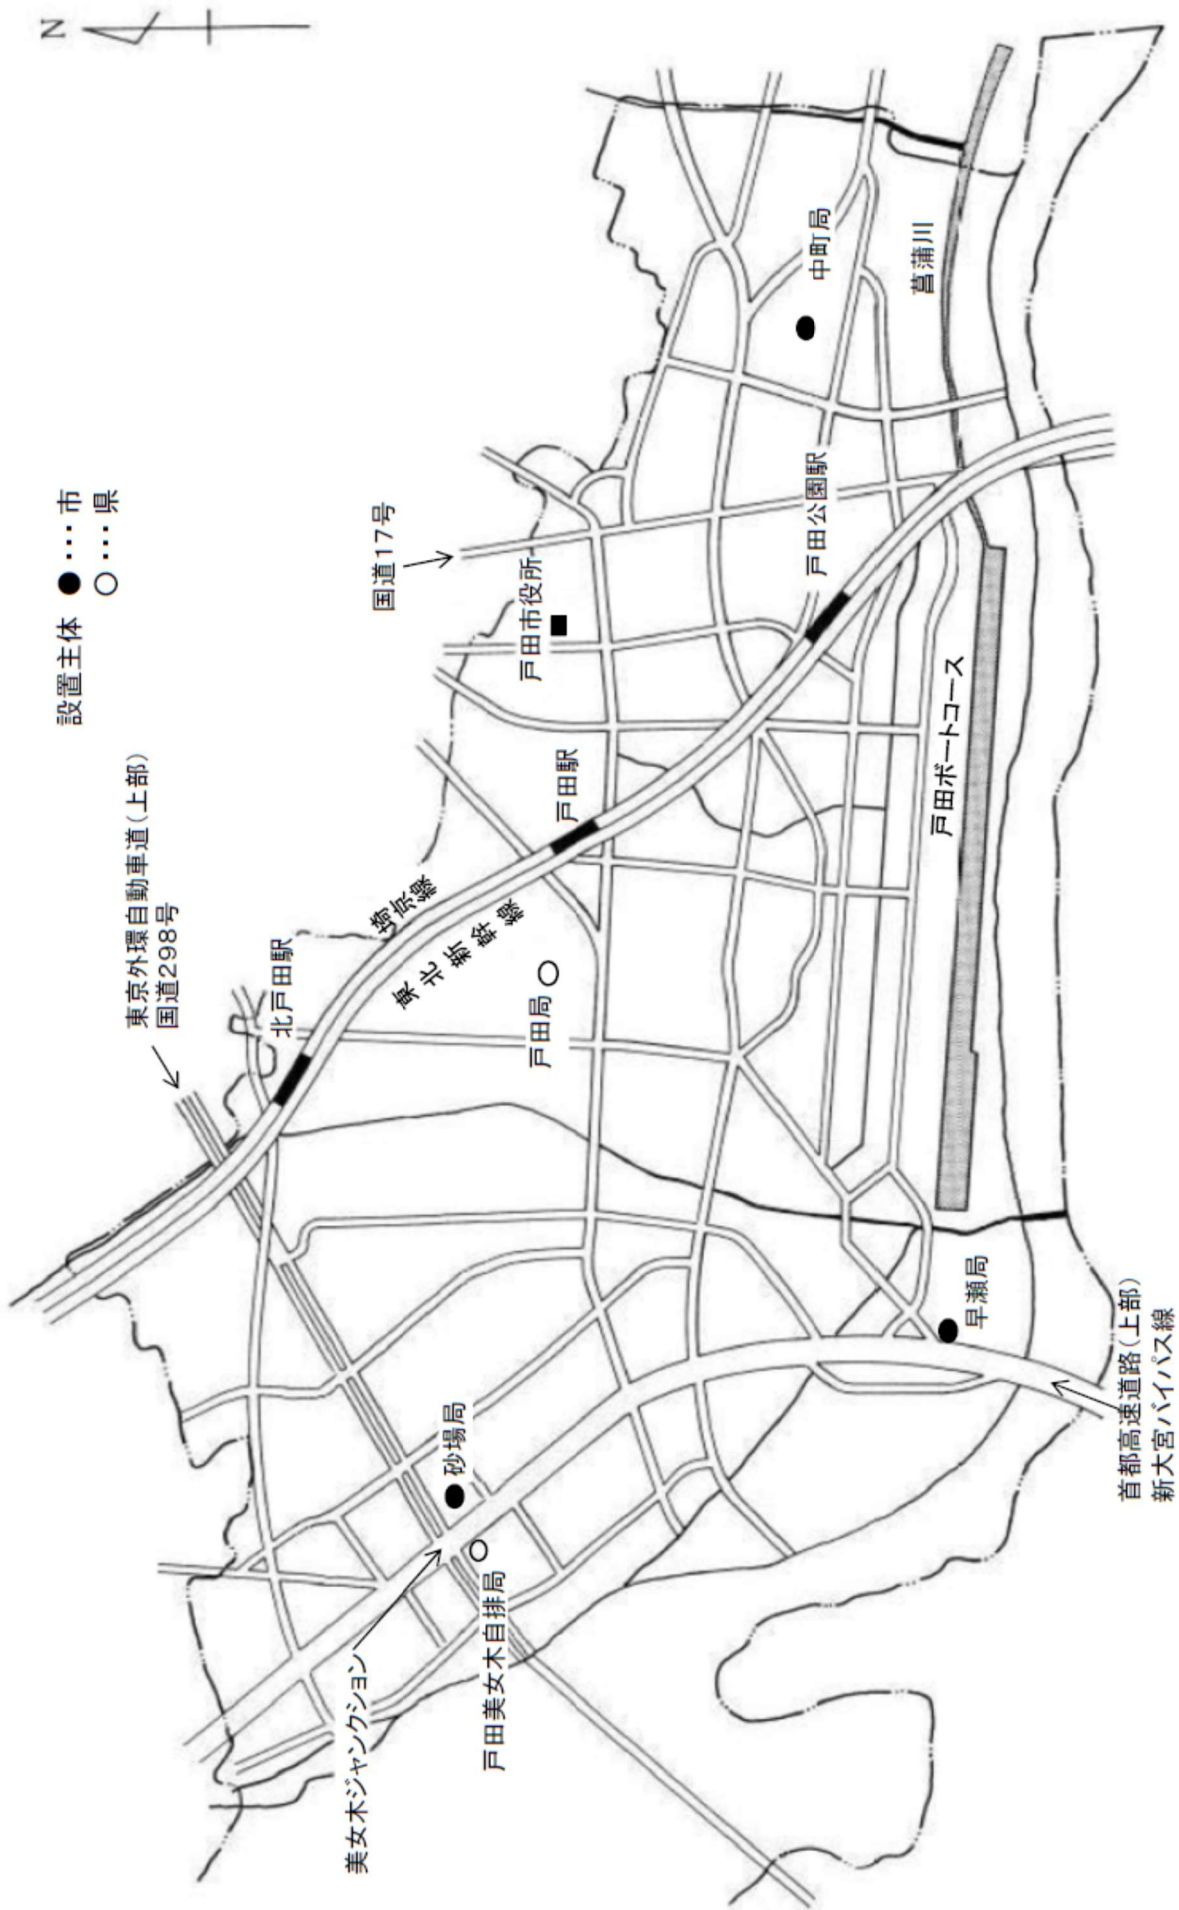 設置主体 ●…市
○…県
N
東京外環自動車道(上部)
国道298号
国道17号
北戸田駅
埼京線
東北新幹線
戸田駅
戸田市役所
戸田公園駅
中町局
菖蒲川
戸田ボートコース
戸田局
砂場局
美女木ジャンクション
戸田美女木自排局
早瀬局
首都高速道路(上部)
新大宮バイパス線